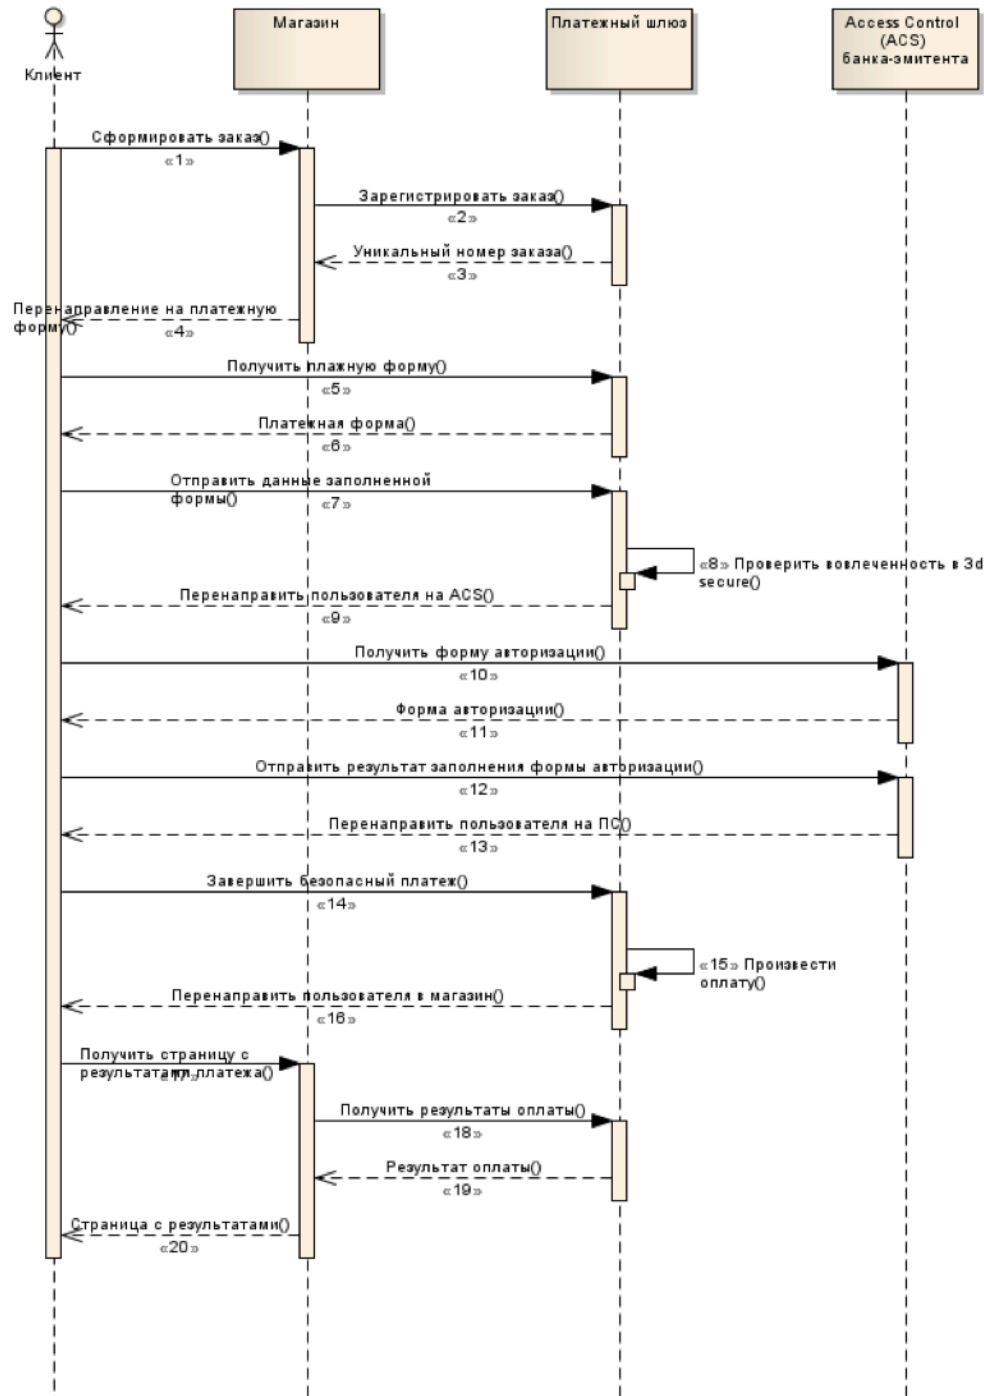 Клиент
Магазин
Платежный шлюз
Access Control
(ACS)
банка-эмитента
Сформировать заказ()
«1»
Зарегистрировать заказ()
«2»
Уникальный номер заказа()
«3»
Перенаправление на платежную
форму()
«4»
Получить плажную форму()
«5»
Платежная форма()
«6»
Отправить данные заполненной
формы()
«7»
«8» Проверить вовлеченность в 3d
secure()
Перенаправить пользователя на ACS()
«9»
Получить форму авторизации()
«10»
Форма авторизации()
«11»
Отправить результат заполнения формы авторизации()
«12»
Перенаправить пользователя на ПС()
«13»
Завершить безопасный платеж()
«14»
«15» Произвести
оплату()
Перенаправить пользователя в магазин()
«16»
Получить страницу с
результатами платежа()
«17»
Получить результаты оплаты()
«18»
Результат оплаты()
«19»
Страница с результатами()
«20»